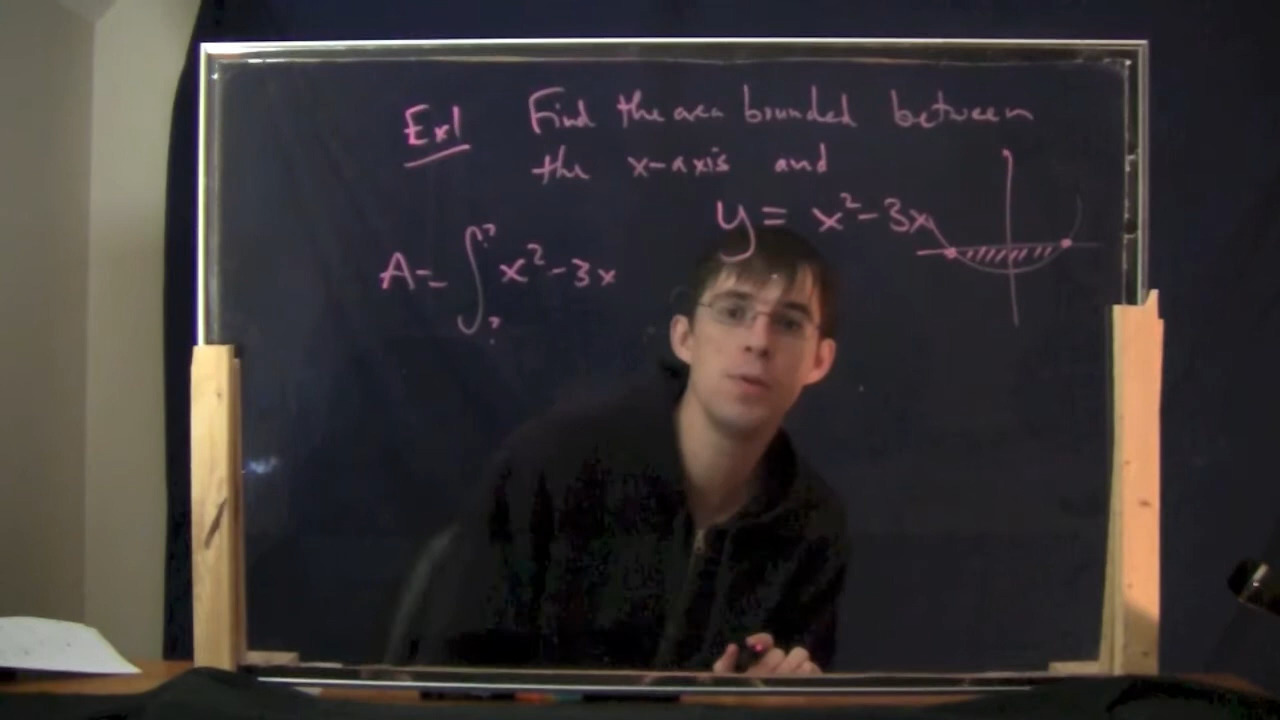 Ex1 Find the area bounded between
the x-axis and
y = x²-3x
A= ∫ ? ? x²-3x